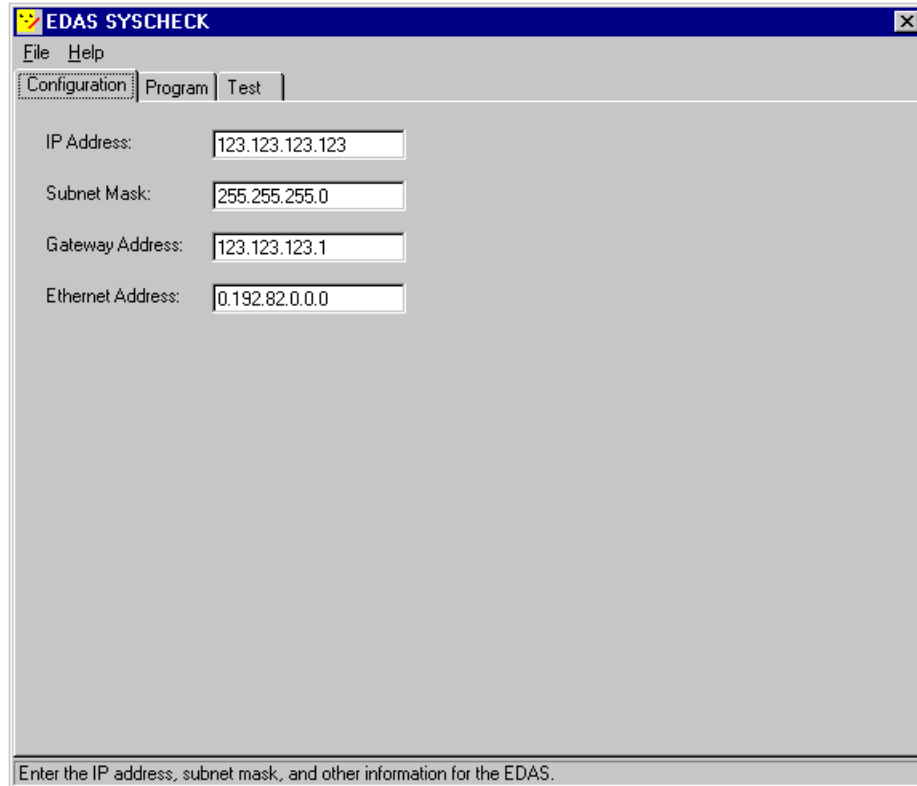 EDAS SYSCHECK
File Help
Configuration Program Test
IP Address: 123.123.123.123
Subnet Mask: 255.255.255.0
Gateway Address: 123.123.123.1
Ethernet Address: 0.192.82.0.0.0
Enter the IP address, subnet mask, and other information for the EDAS.